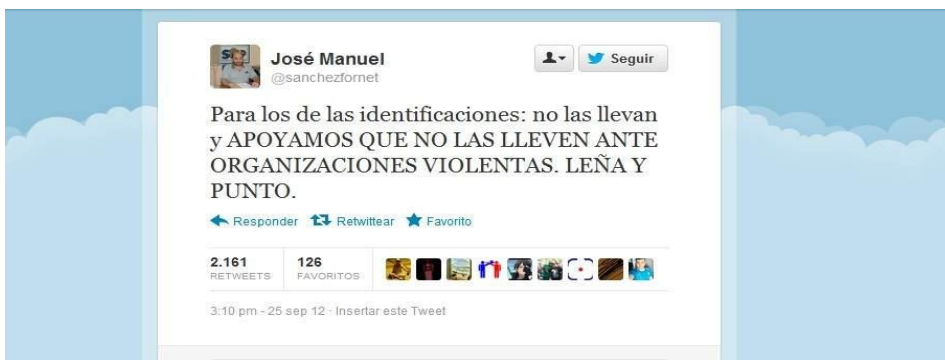 José Manuel
@sanchezfornet
Seguir
Para los de las identificaciones: no las llevan
y APOYAMOS QUE NO LAS LLEVEN ANTE
ORGANIZACIONES VIOLENTAS. LEÑA Y
PUNTO.
Responder Retwittear Favorito
2.161 126
RETWEETS FAVORITOS
3:10 pm - 25 sep 12 · Insertar este Tweet